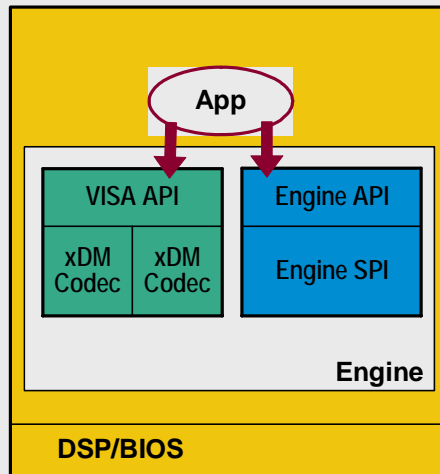 App
VISA API
Engine API
xDM
Codec
xDM
Codec
Engine SPI
Engine
DSP/BIOS